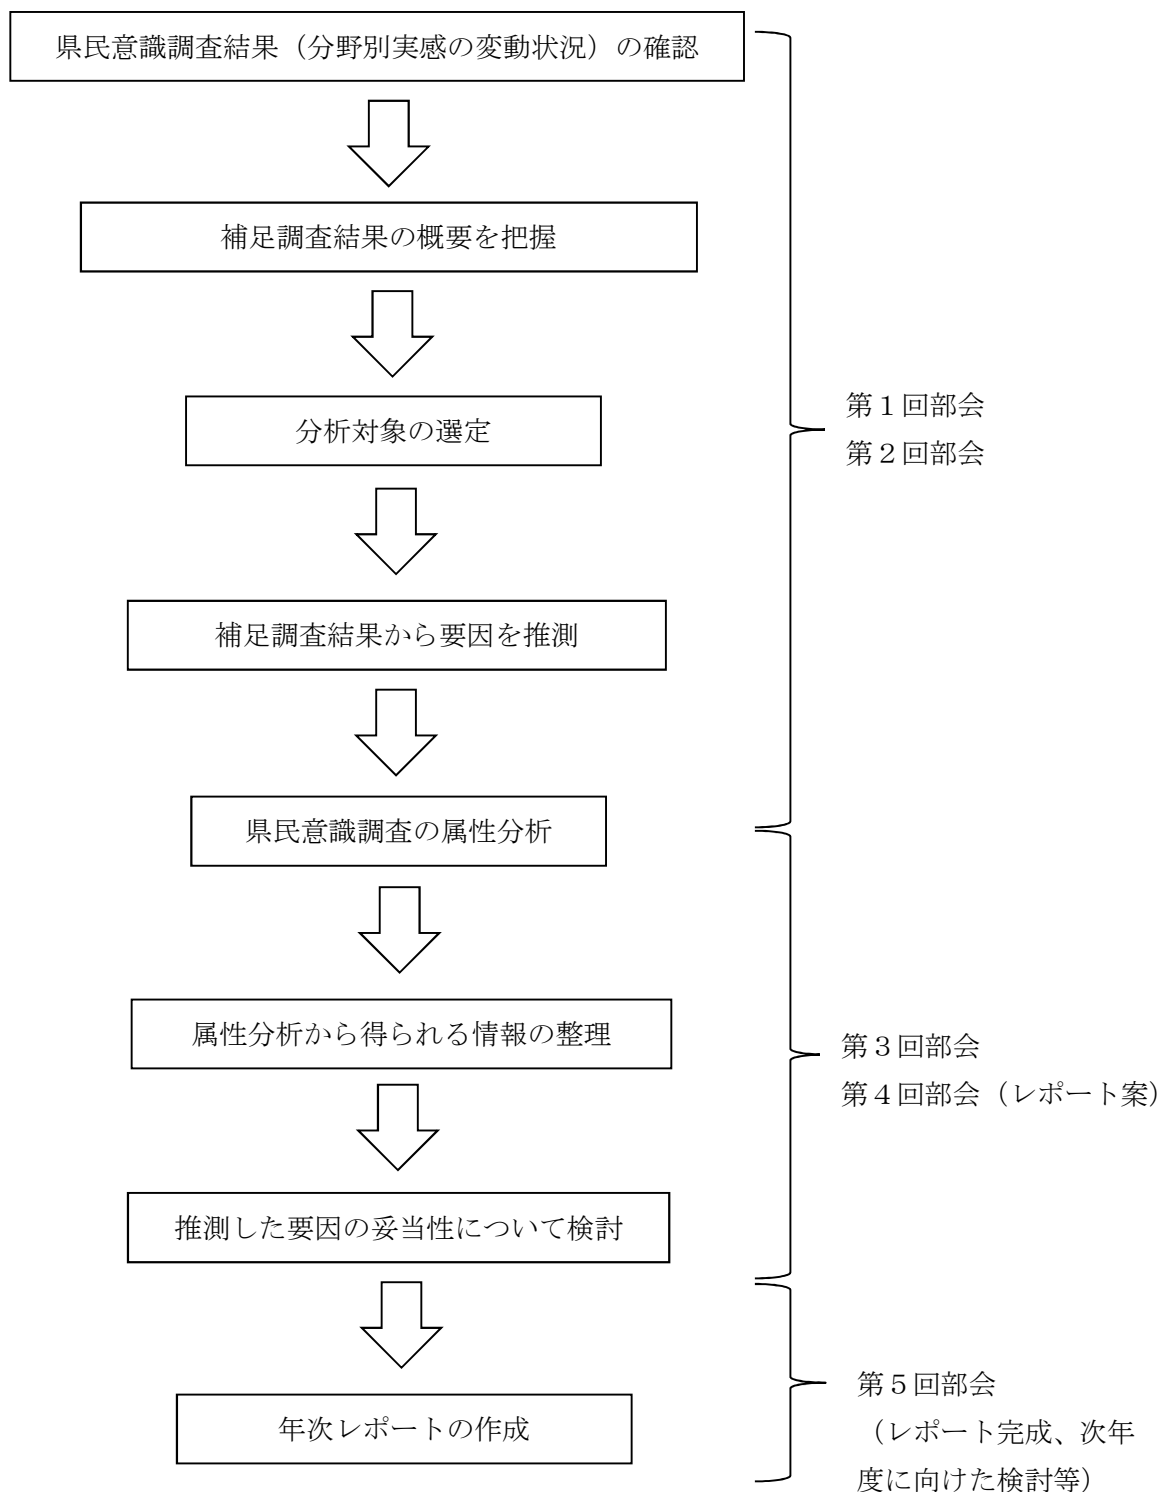 県民意識調査結果（分野別実感の変動状況）の確認
補足調査結果の概要を把握
分析対象の選定
第１回部会
第２回部会
補足調査結果から要因を推測
県民意識調査の属性分析
属性分析から得られる情報の整理
第３回部会
第４回部会（レポート案）
推測した要因の妥当性について検討
年次レポートの作成
第５回部会
（レポート完成、次年
度に向けた検討等）